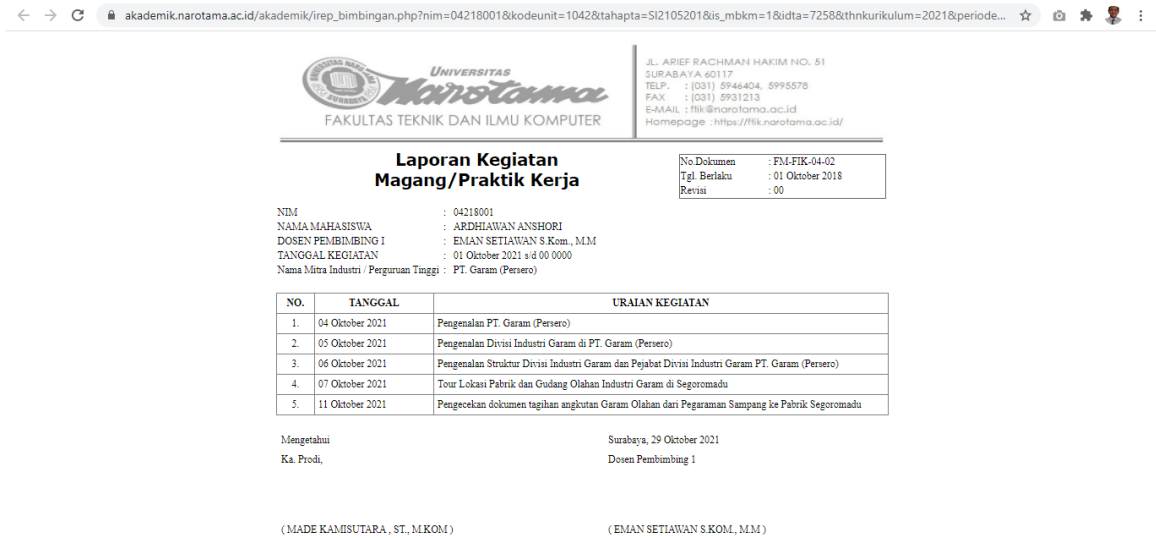 akademik.narotama.ac.id/akademik/irep_bimbingan.php?nim=04218001&kodeunit=1042&tahapta=SI2105201&is_mbkm=1&idta=7258&thnkurikulum=2021&periode...
UNIVERSITAS
Narotama
FAKULTAS TEKNIK DAN ILMU KOMPUTER
JL. ARIEF RACHMAN HAKIM NO. 51
SURABAYA 60117
TELP. : (031) 5946404, 5995578
FAX : (031) 5931213
E-MAIL : ftik@narotama.ac.id
Homepage : https://ftik.narotama.ac.id/
Laporan Kegiatan
Magang/Praktik Kerja
No.Dokumen : FM-FIK-04-02
Tgl. Berlaku : 01 Oktober 2018
Revisi : 00
NIM : 04218001
NAMA MAHASISWA : ARDHIAWAN ANSHORI
DOSEN PEMBIMBING I : EMAN SETIAWAN S.Kom., M.M
TANGGAL KEGIATAN : 01 Oktober 2021 s/d 00 0000
Nama Mitra Industri / Perguruan Tinggi : PT. Garam (Persero)
NO. TANGGAL URAIAN KEGIATAN
1. 04 Oktober 2021 Pengenalan PT. Garam (Persero)
2. 05 Oktober 2021 Pengenalan Divisi Industri Garam di PT. Garam (Persero)
3. 06 Oktober 2021 Pengenalan Struktur Divisi Industri Garam dan Pejabat Divisi Industri Garam PT. Garam (Persero)
4. 07 Oktober 2021 Tour Lokasi Pabrik dan Gudang Olahan Industri Garam di Segoromadu
5. 11 Oktober 2021 Pengecekan dokumen tagihan angkutan Garam Olahan dari Pegaraman Sampang ke Pabrik Segoromadu
Mengetahui Surabaya, 29 Oktober 2021
Ka. Prodi, Dosen Pembimbing 1
( MADE KAMISUTARA , ST., M.KOM ) ( EMAN SETIAWAN S.KOM., M.M )